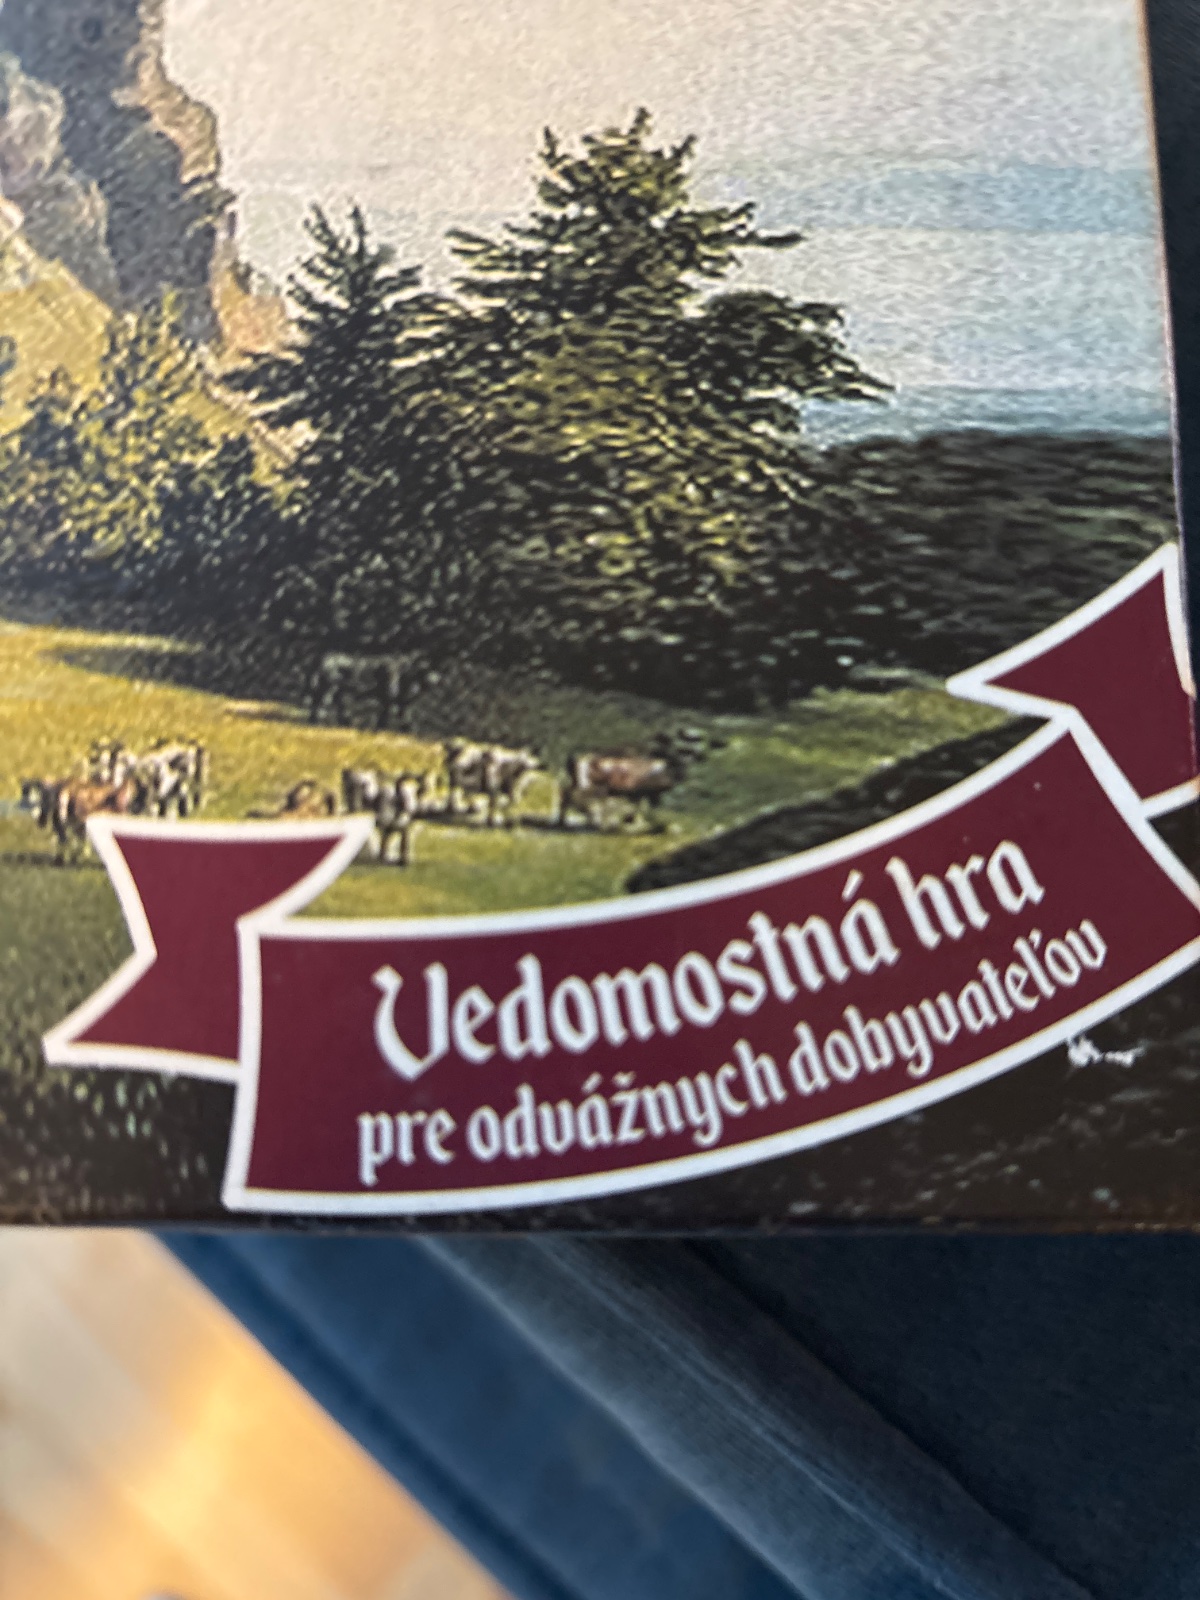 Vedomostná hra
pre odvážnych dobyvateľov